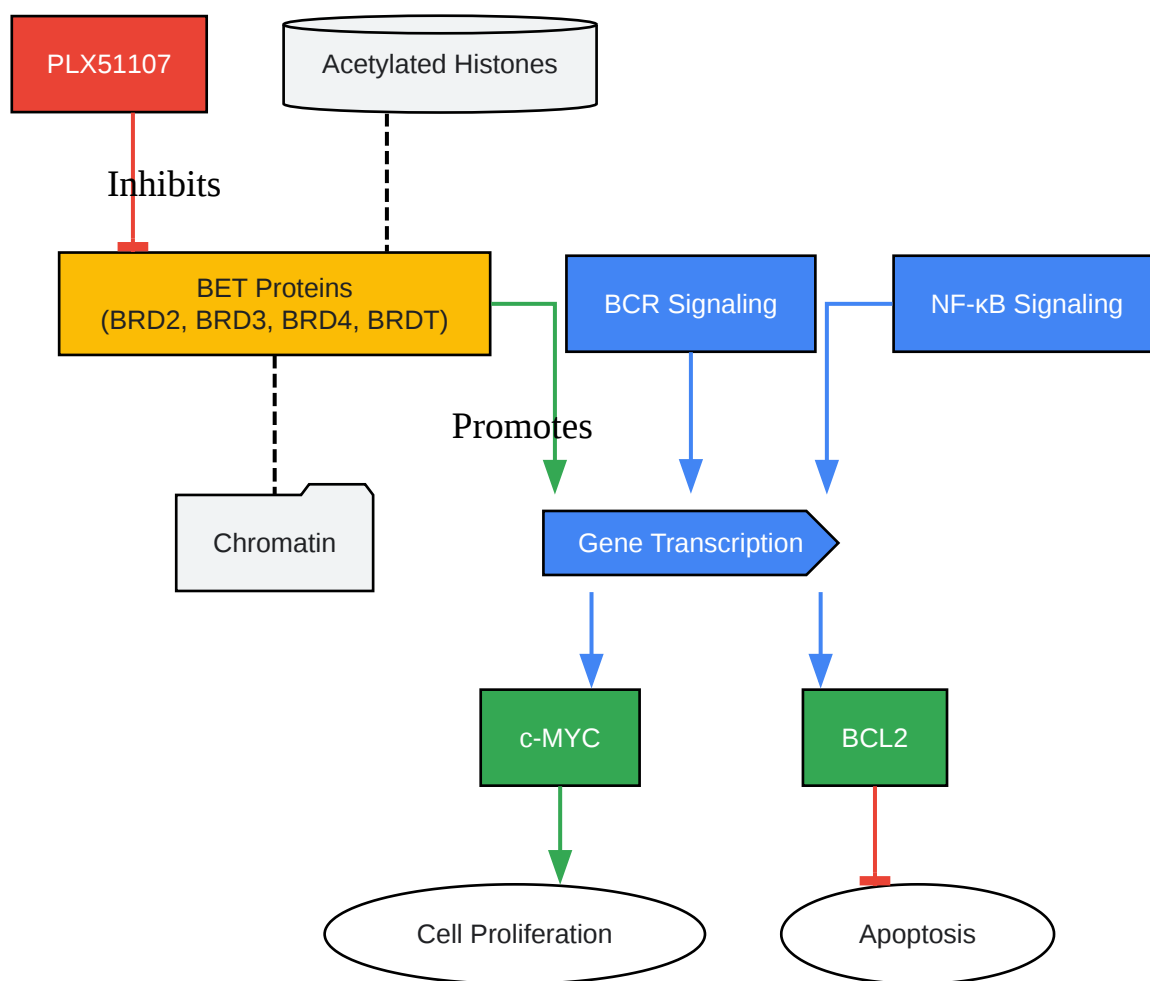 PLX51107
Acetylated Histones
Inhibits
BET Proteins
(BRD2, BRD3, BRD4, BRDT)
BCR Signaling
NF-κB Signaling
Promotes
Chromatin
Gene Transcription
c-MYC
BCL2
Cell Proliferation
Apoptosis